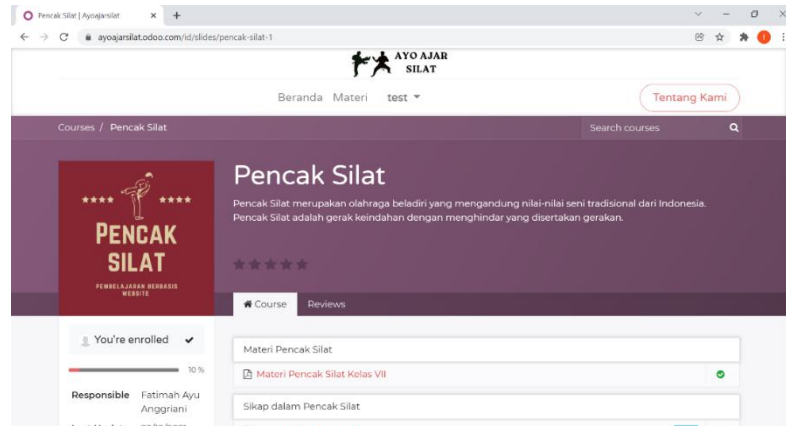 Pencak Silat | Ayoajarsilat
ayoajarsilat.odoo.com/id/slides/pencak-silat-1
AYO AJAR
SILAT
Beranda Materi test
Tentang Kami
Courses / Pencak Silat
Search courses
PENCAK
SILAT
PEMBELAJARAN BERBASIS
WEBSITE
Pencak Silat
Pencak Silat merupakan olahraga beladiri yang mengandung nilai-nilai seni tradisional dari Indonesia.
Pencak Silat adalah gerak keindahan dengan menghindar yang disertakan gerakan.
Course Reviews
You're enrolled
10 %
Responsible Fatimah Ayu
Anggriani
Materi Pencak Silat
Materi Pencak Silat Kelas VII
Sikap dalam Pencak Silat